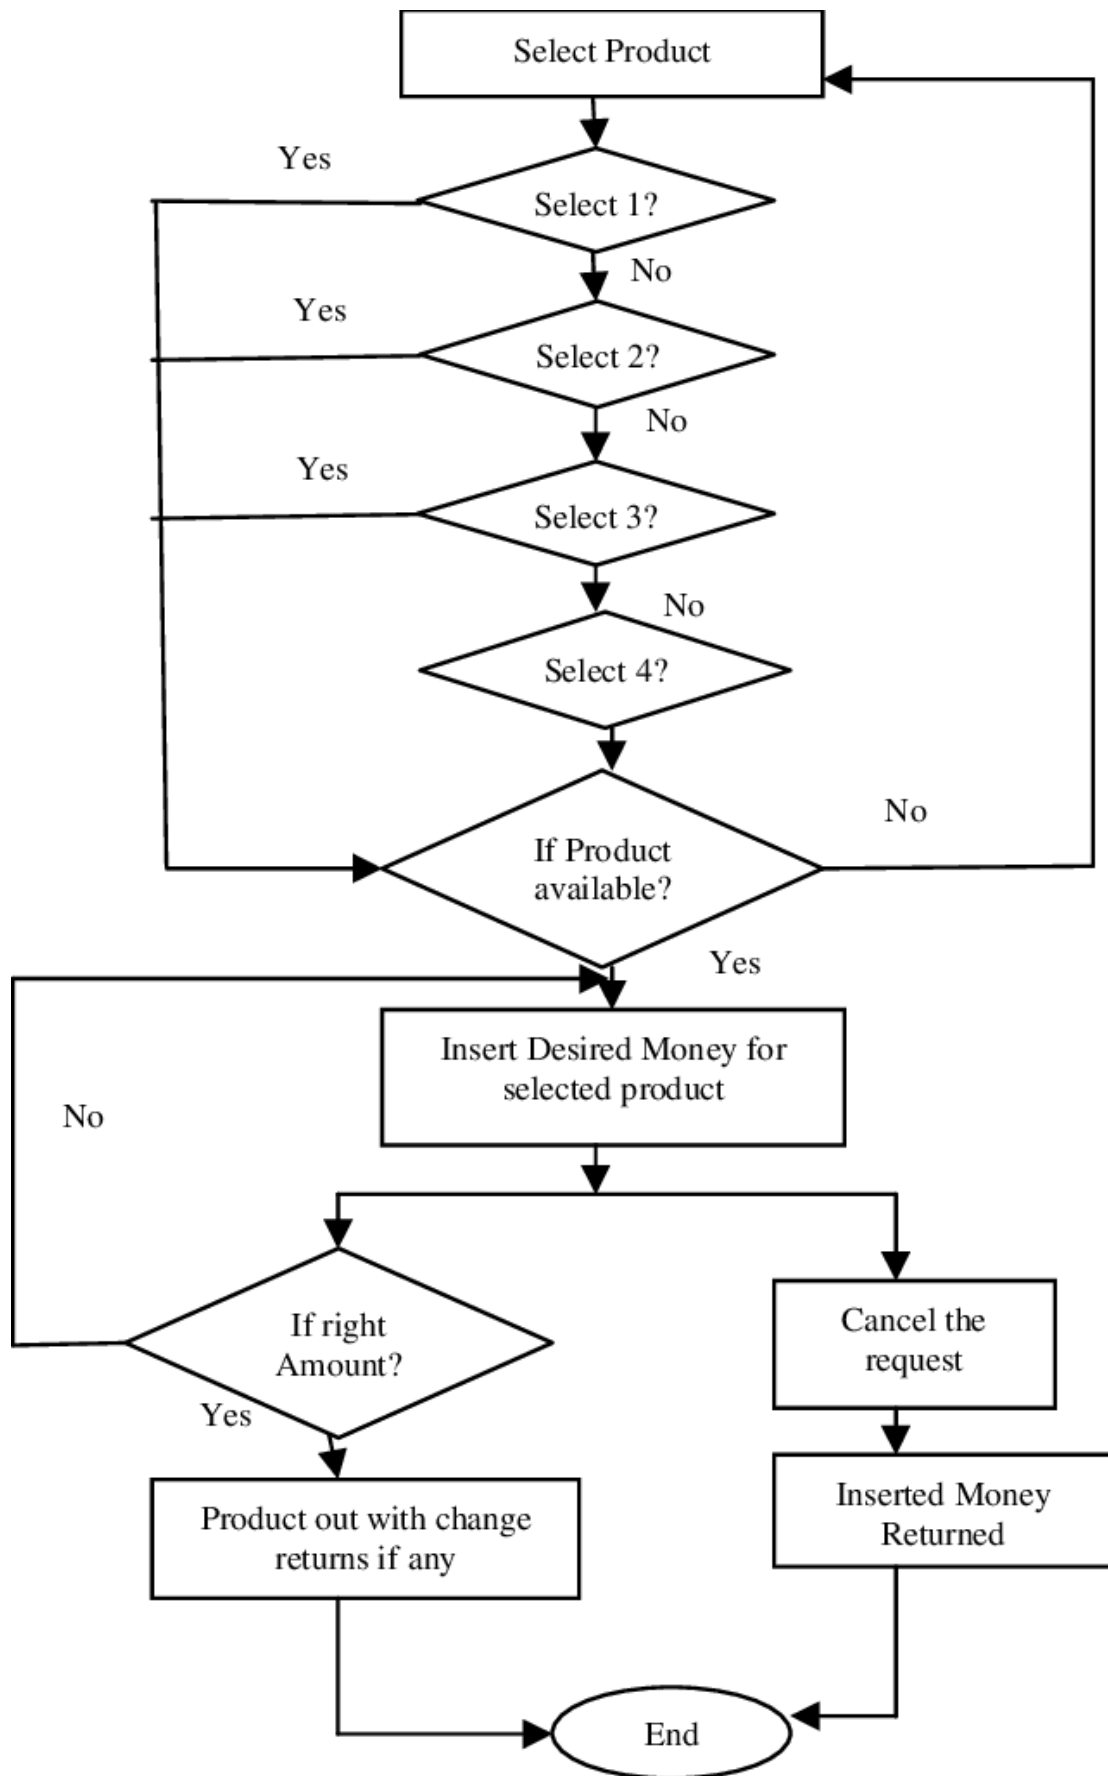 Select Product
Yes
Select 1?
No
Yes
Select 2?
No
Yes
Select 3?
No
Select 4?
No
If Product
available?
Yes
Insert Desired Money for
selected product
No
If right
Amount?
Cancel the
request
Yes
Product out with change
returns if any
Inserted Money
Returned
End